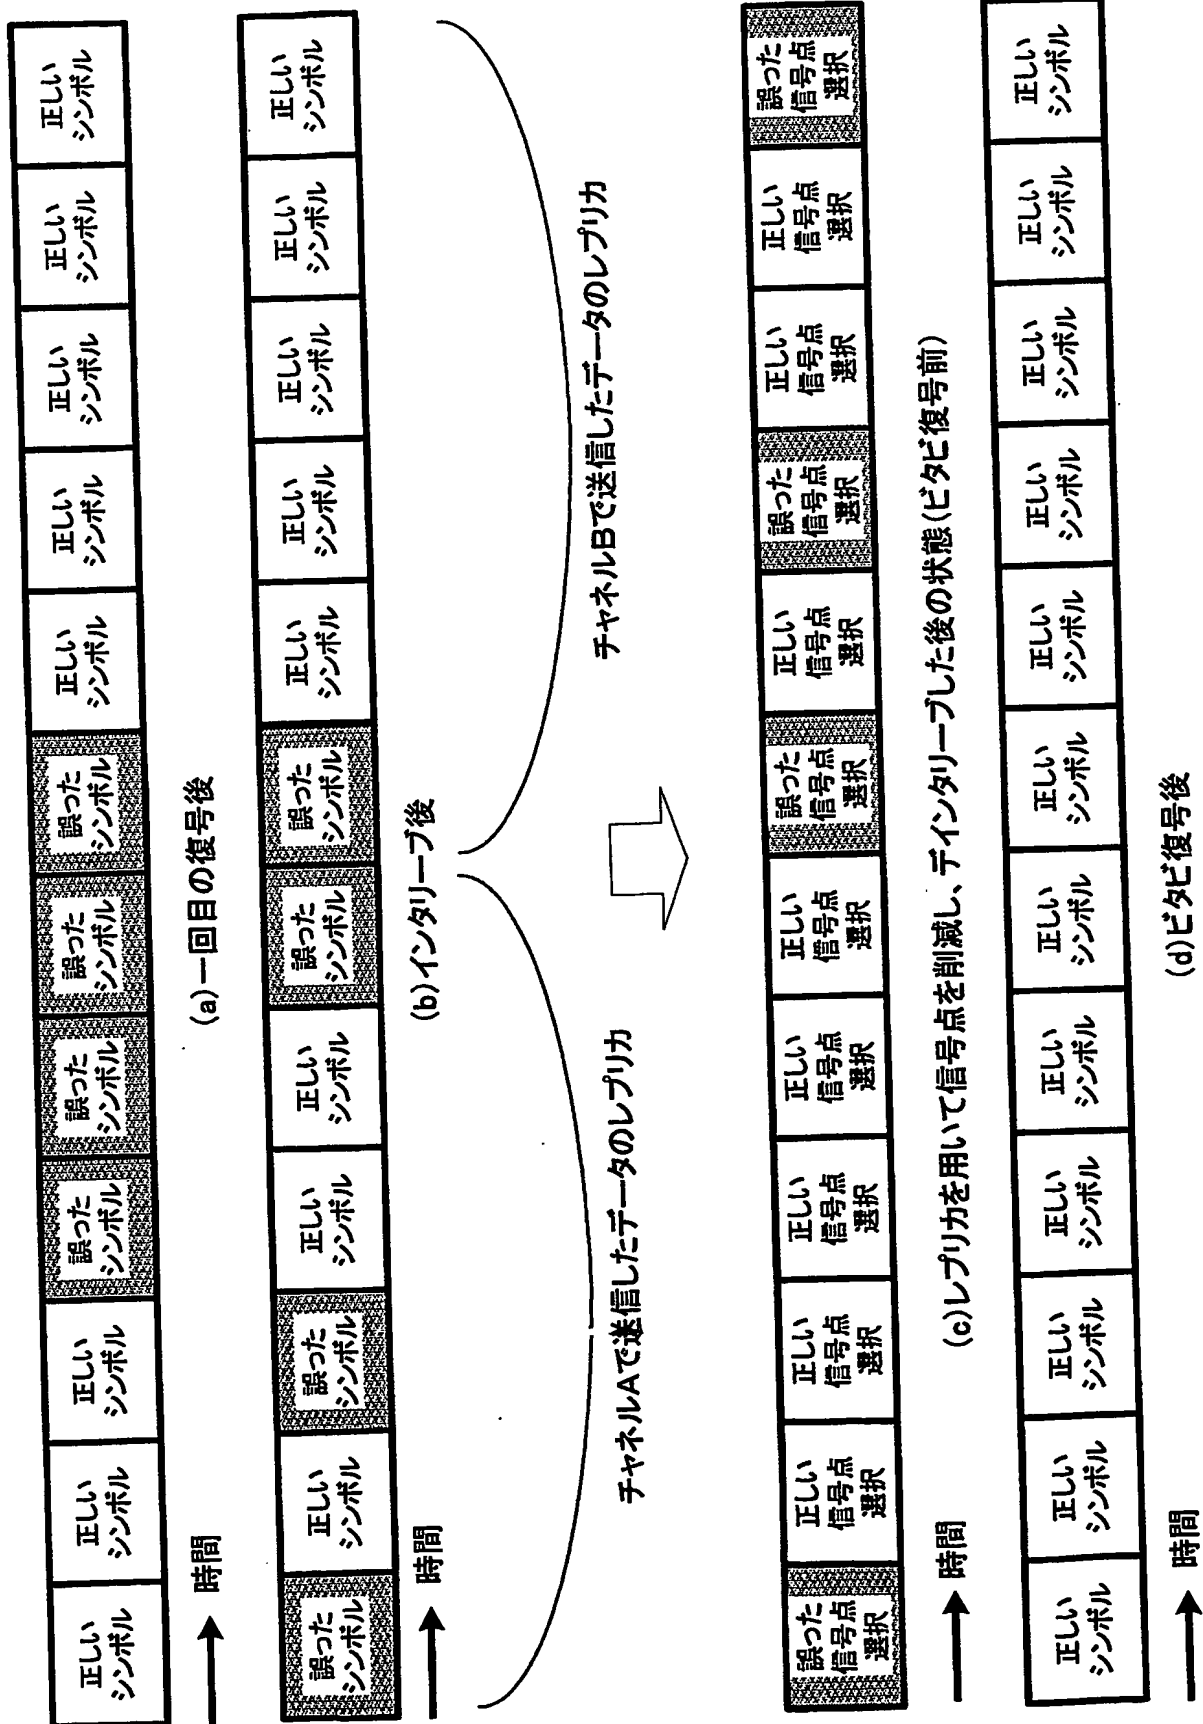 正しい
シンボル
正しい
シンボル
正しい
シンボル
誤った
シンボル
誤った
シンボル
誤った
シンボル
誤った
シンボル
正しい
シンボル
正しい
シンボル
正しい
シンボル
正しい
シンボル
正しい
シンボル
時間
(a)一回目の復号後
誤った
シンボル
正しい
シンボル
誤った
シンボル
正しい
シンボル
正しい
シンボル
誤った
シンボル
誤った
シンボル
正しい
シンボル
正しい
シンボル
正しい
シンボル
正しい
シンボル
正しい
シンボル
時間
(b)インタリーブ後
チャネルAで送信したデータのレプリカ
チャネルBで送信したデータのレプリカ
誤った
信号点
選択
正しい
信号点
選択
正しい
信号点
選択
正しい
信号点
選択
正しい
信号点
選択
正しい
信号点
選択
誤った
信号点
選択
正しい
信号点
選択
誤った
信号点
選択
正しい
信号点
選択
正しい
信号点
選択
誤った
信号点
選択
時間
(c)レプリカを用いて信号点を削減し、デインタリーブした後の状態(ビタビ復号前)
正しい
シンボル
正しい
シンボル
正しい
シンボル
正しい
シンボル
正しい
シンボル
正しい
シンボル
正しい
シンボル
正しい
シンボル
正しい
シンボル
正しい
シンボル
正しい
シンボル
正しい
シンボル
時間
(d)ビタビ復号後